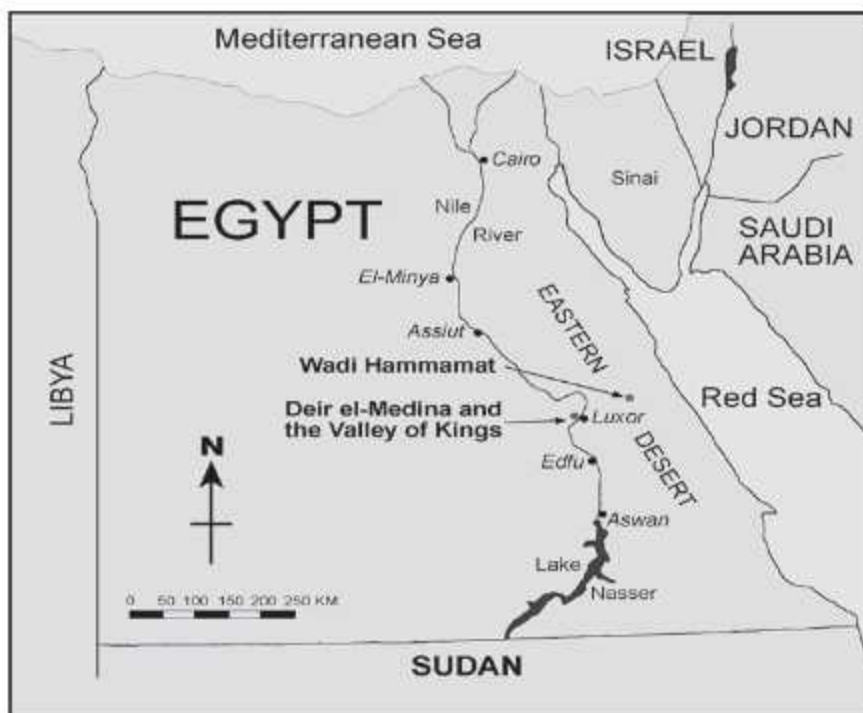 Mediterranean Sea
ISRAEL
JORDAN
Cairo
Sinai
EGYPT
Nile
River
SAUDI
ARABIA
El-Minya
EASTERN
Assiut
LIBYA
Wadi Hammamat
Red Sea
Deir el-Medina and
the Valley of Kings
Luxor
DESERT
N
Edfu
Aswan
Lake
Nasser
0 50 100 150 200 250 KM.
SUDAN